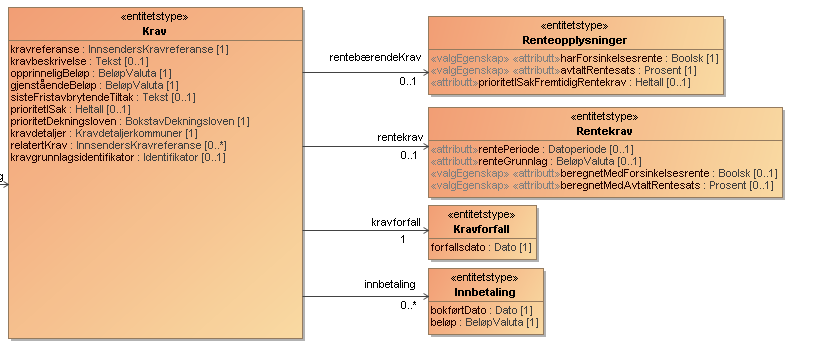 «entitetstype»
Krav
kravreferanse : InnsendersKravreferanse [1]
kravbeskrivelse : Tekst [0..1]
opprinneligBeløp : BeløpValuta [1]
gjenståendeBeløp : BeløpValuta [1]
sisteFristavbrytendeTiltak : Tekst [0..1]
prioritetISak : Heltall [0..1]
prioritetDekningsloven : BokstavDekningsloven [1]
kravdetaljer : Kravdetaljerkommuner [1]
relatertKrav : InnsendersKravreferanse [0..*]
kravgrunnlagsidentifikator : Identifikator [0..1]
rentebærendeKrav
0..1
«entitetstype»
Renteopplysninger
«valgEgenskap» «attributt»harForsinkelsesrente : Boolsk [1]
«valgEgenskap» «attributt»avtaltRentesats : Prosent [1]
«attributt»prioritetISakFremtidigRentekrav : Heltall [0..1]
rentekrav
0..1
«entitetstype»
Rentekrav
«attributt»rentePeriode : Datoperiode [0..1]
«attributt»renteGrunnlag : BeløpValuta [0..1]
«valgEgenskap» «attributt»beregnetMedForsinkelsesrente : Boolsk [0..1]
«valgEgenskap» «attributt»beregnetMedAvtaltRentesats : Prosent [0..1]
kravforfall
1
«entitetstype»
Kravforfall
forfallsdato : Dato [1]
innbetaling
0..*
«entitetstype»
Innbetaling
bokførtDato : Dato [1]
beløp : BeløpValuta [1]